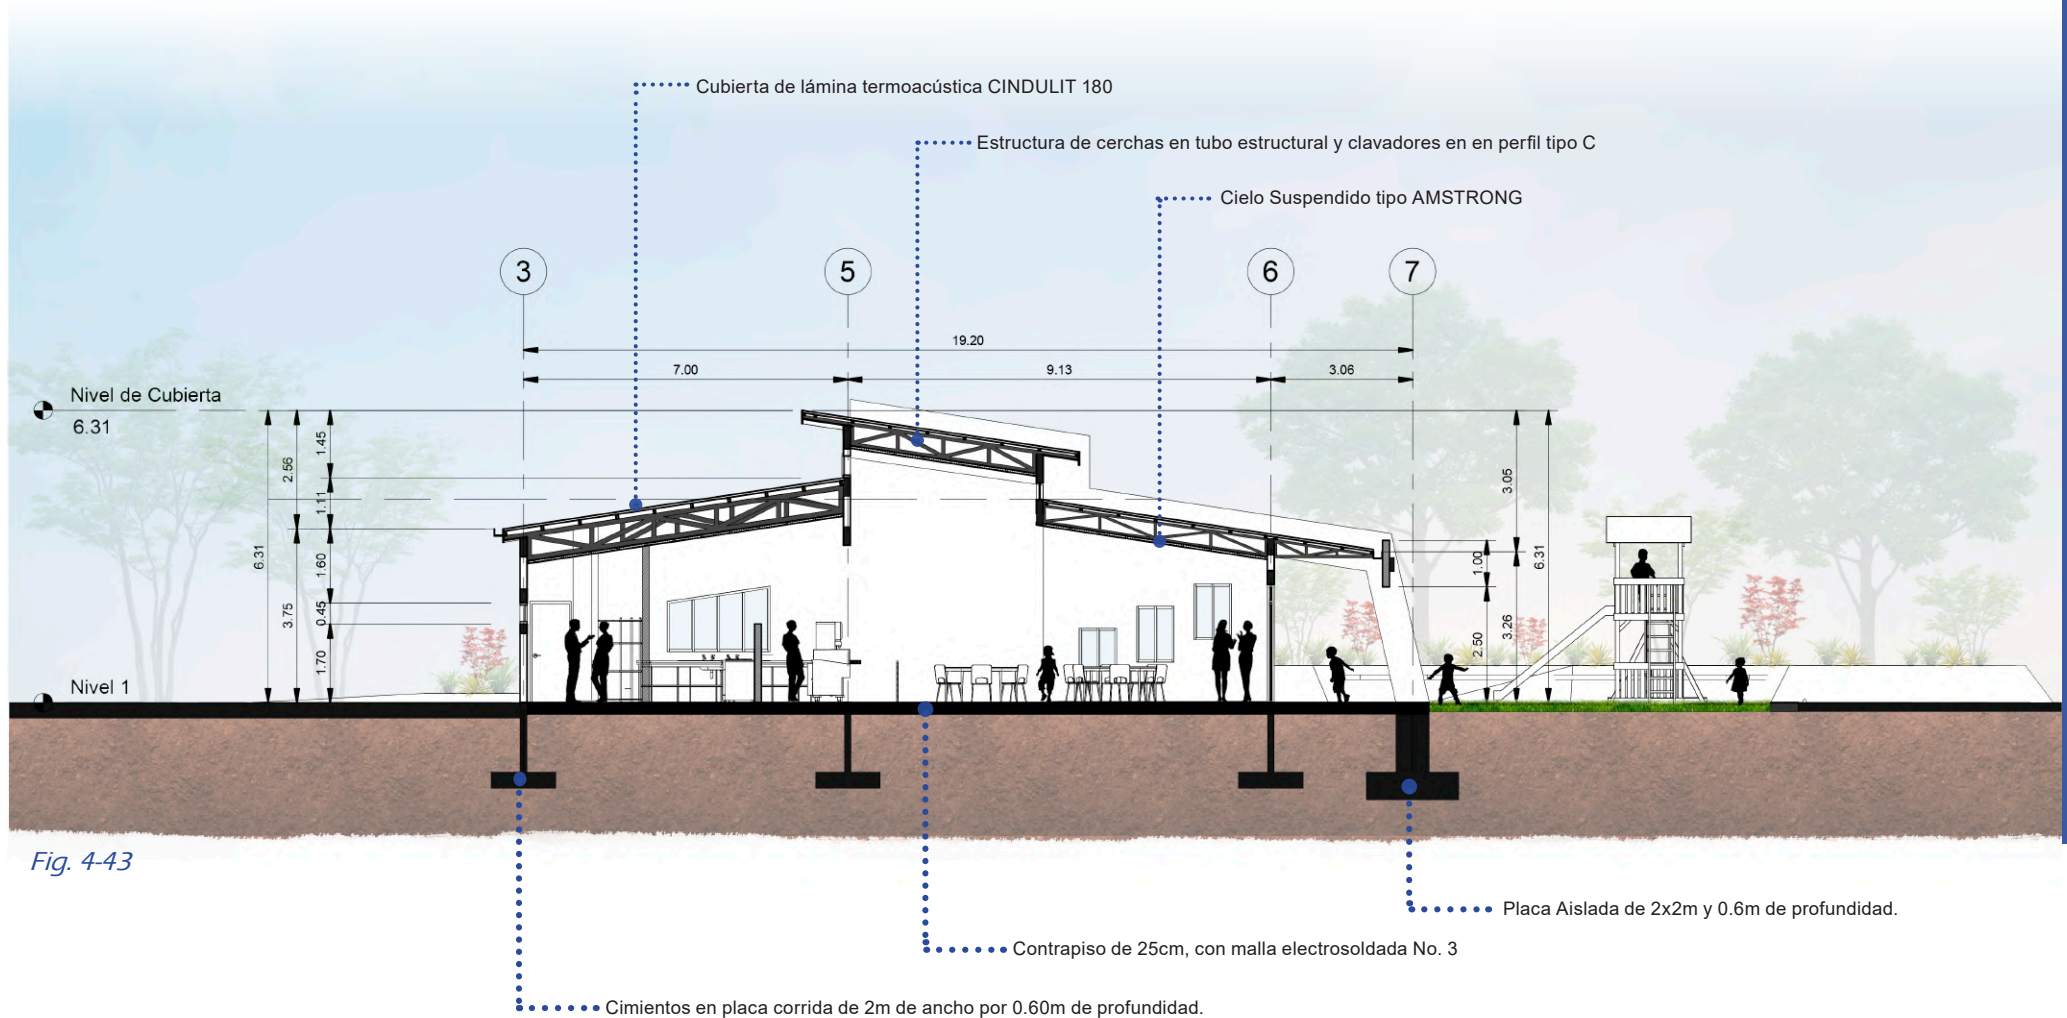 Cubierta de lámina termoacústica CINDULIT 180
Estructura de cerchas en tubo estructural y clavadores en en perfil tipo C
Cielo Suspendido tipo AMSTRONG
3
5
6
7
19.20
7.00
9.13
3.06
Nivel de Cubierta
6.31
1.45
2.56
1.11
6.31
1.60
3.75
0.45
1.70
3.05
1.00
6.31
3.26
2.50
Nivel 1
Fig. 4-43
Placa Aislada de 2x2m y 0.6m de profundidad.
Contrapiso de 25cm, con malla electrosoldada No. 3
Cimientos en placa corrida de 2m de ancho por 0.60m de profundidad.